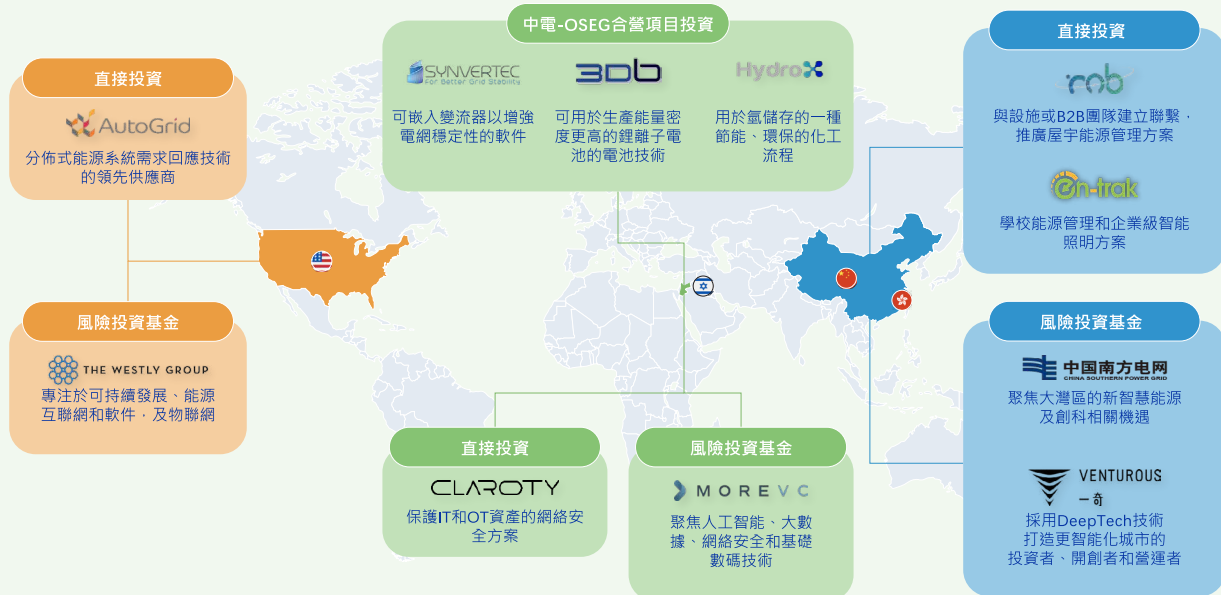 直接投資
AutoGrid
分佈式能源系統需求回應技術
的領先供應商
風險投資基金
THE WESTLY GROUP
專注於可持續發展、能源
互聯網和軟件，及物聯網
中電-OSEG合營項目投資
SYNVERTEC
For Better Grid Stability
可嵌入變流器以增強
電網穩定性的軟件
3DB
可用於生產能量密
度更高的鋰離子電
池的電池技術
HydroX
用於氫儲存的一種
節能、環保的化工
流程
直接投資
CLAROTY
保護IT和OT資產的網絡安
全方案
風險投資基金
MOREVC
聚焦人工智能、大數
據、網絡安全和基礎
數碼技術
直接投資
與設施或B2B團隊建立聯繫，
推廣屋宇能源管理方案
en-trak
學校能源管理和企業級智能
照明方案
風險投資基金
中国南方电网
CHINA SOUTHERN POWER GRID
聚焦大灣區的新智慧能源
及創科相關機遇
VENTUROUS
一奇
採用DeepTech技術
打造更智能化城市的
投資者、開創者和營運者